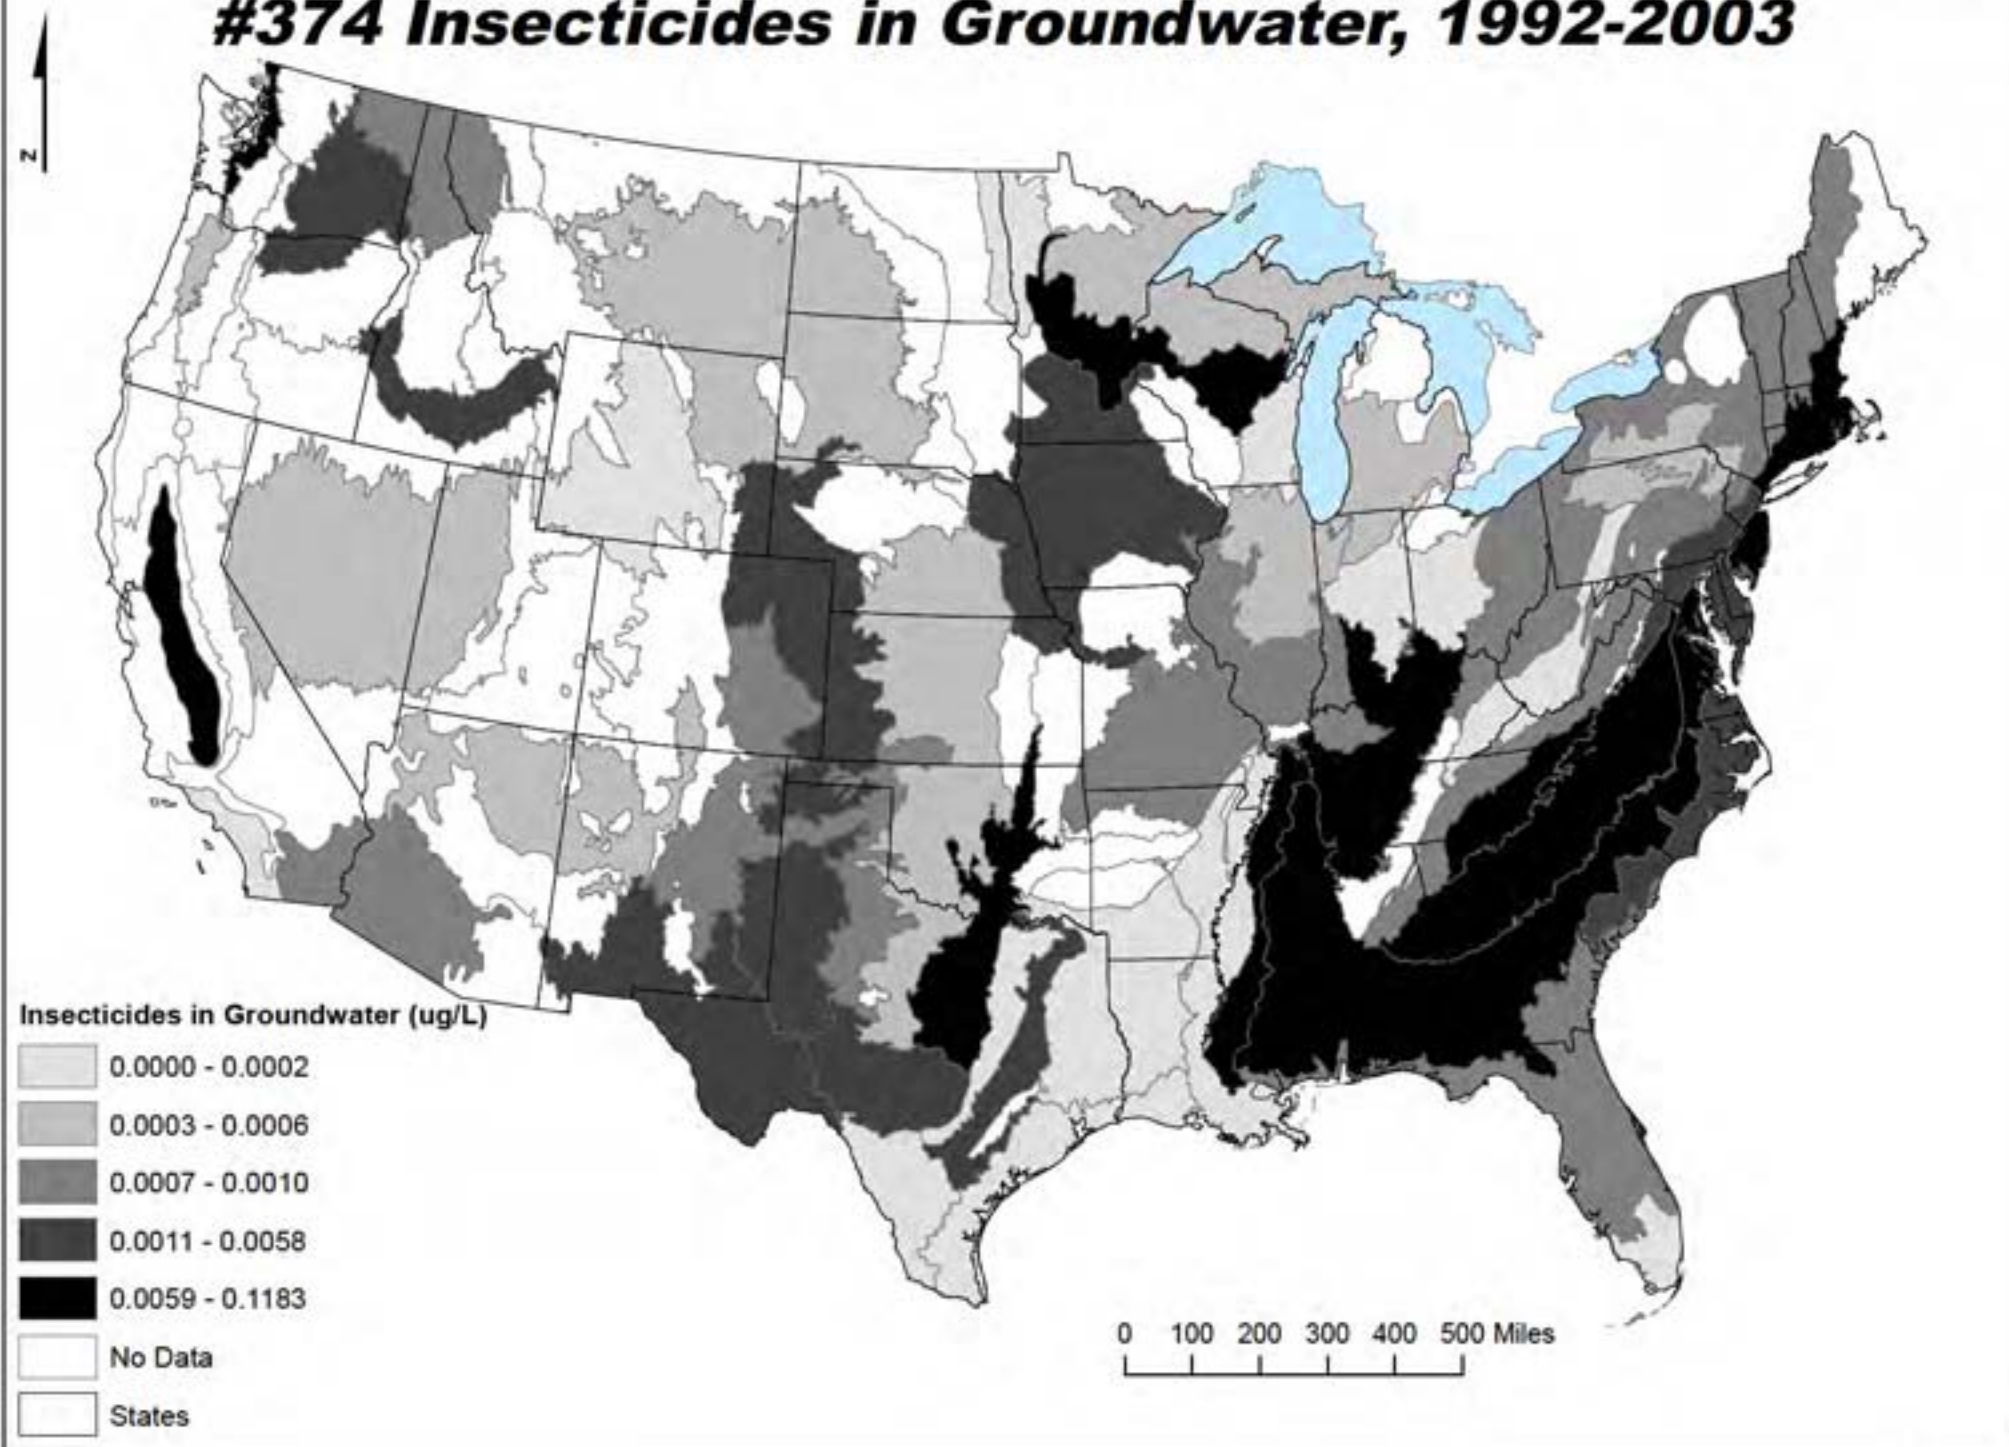 #374 Insecticides in Groundwater, 1992-2003
N
Insecticides in Groundwater (ug/L)
0.0000 - 0.0002
0.0003 - 0.0006
0.0007 - 0.0010
0.0011 - 0.0058
0.0059 - 0.1183
No Data
States
0 100 200 300 400 500 Miles